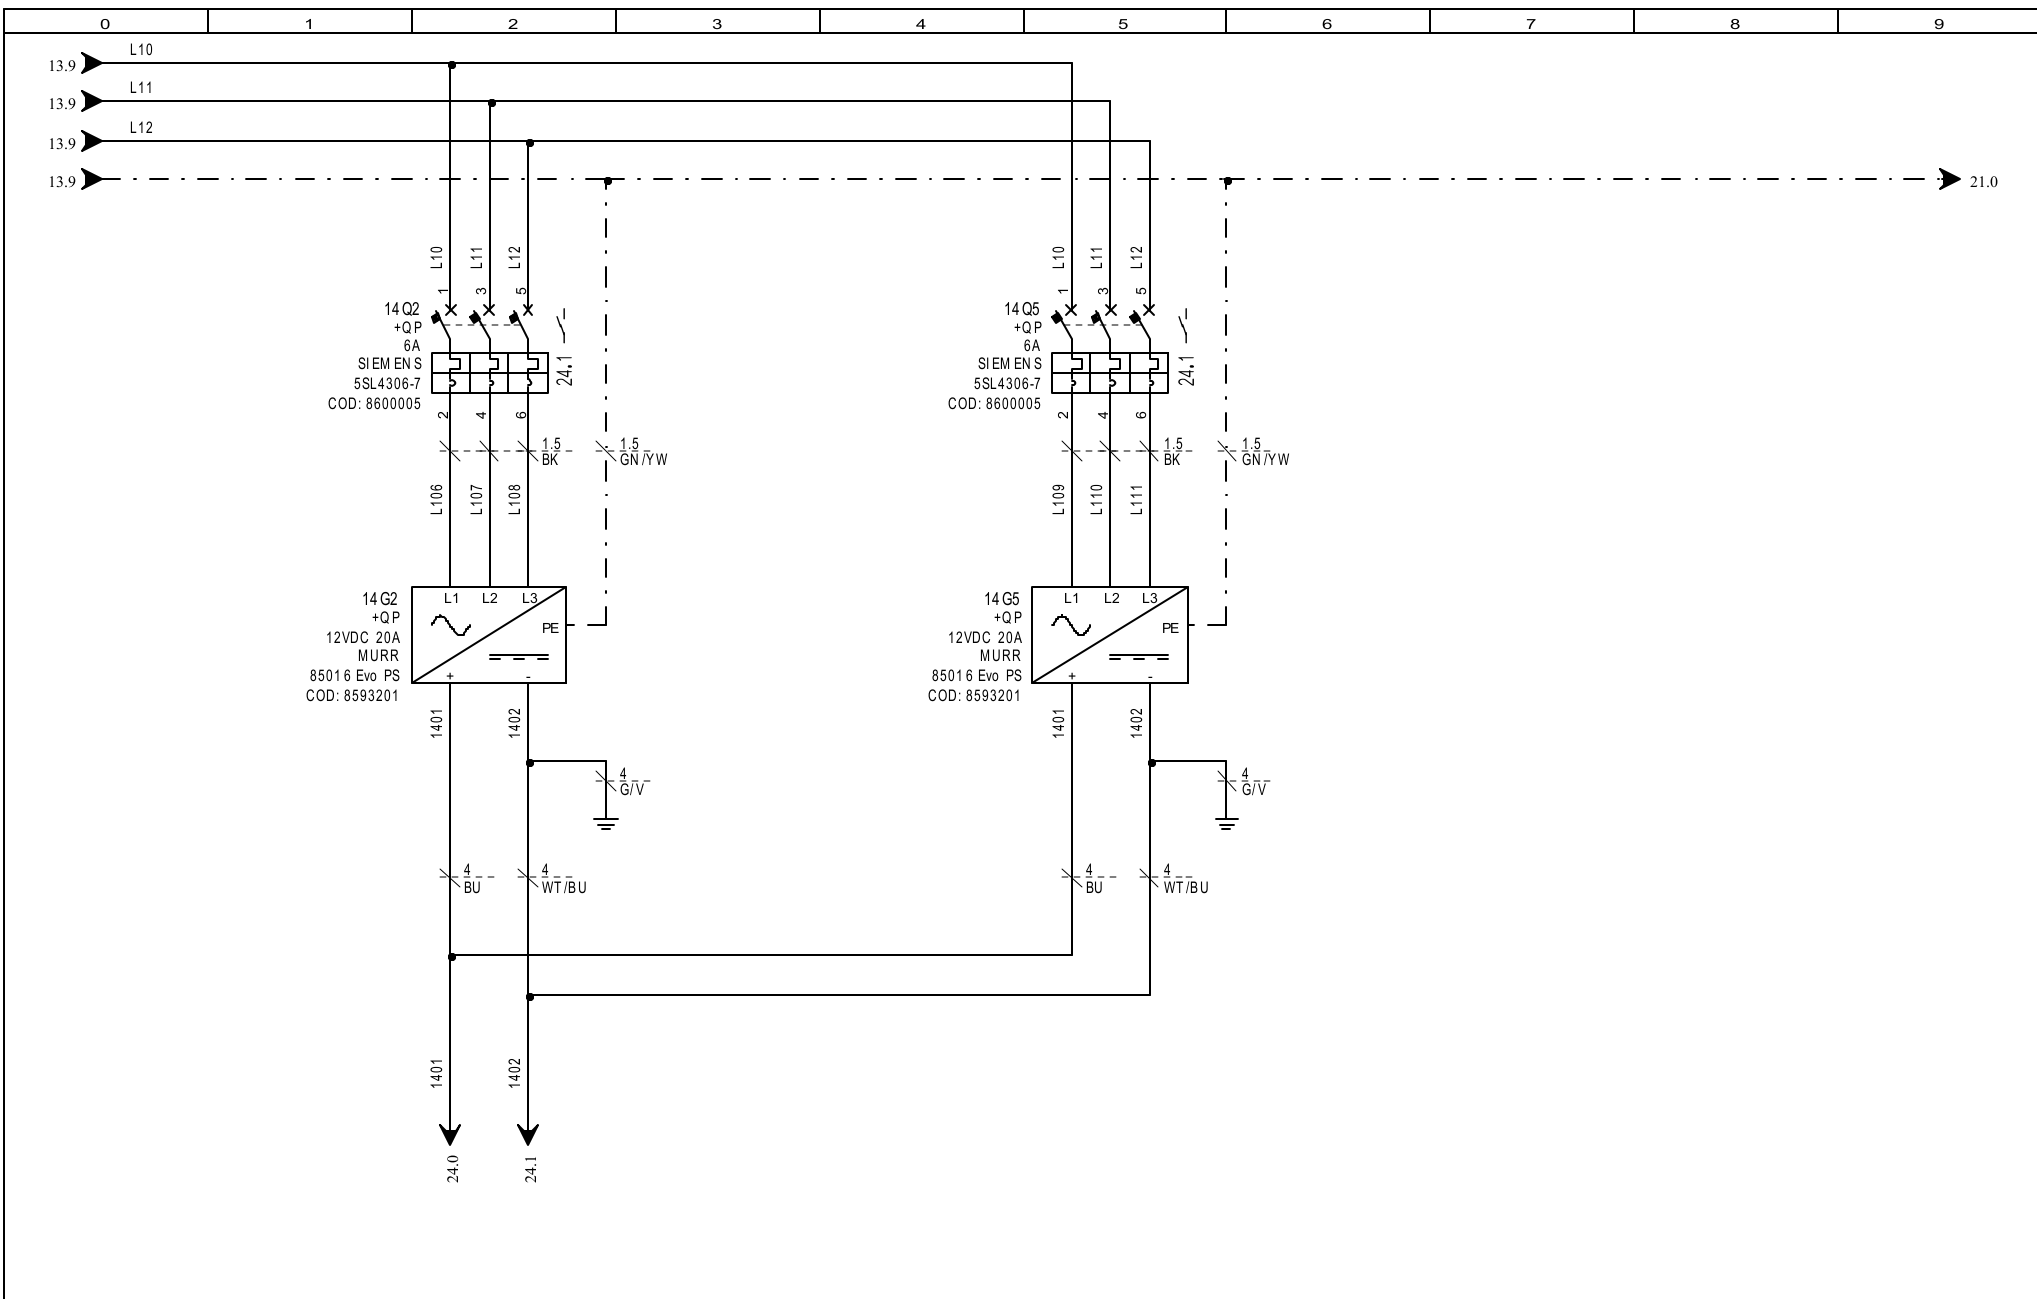 0 1 2 3 4 5 6 7 8 9
L10
13.9
L11
13.9
L12
13.9
13.9
21.0
L10 L11 L12
L10 L11 L12
1 3 5
14Q2
+QP
6A
SIEMENS
5SL4306-7
COD: 8600005
24.1
2 4 6
1.5
BK
1.5
GN/YW
L106 L107 L108
1 3 5
14Q5
+QP
6A
SIEMENS
5SL4306-7
COD: 8600005
24.1
2 4 6
1.5
BK
1.5
GN/YW
L109 L110 L111
14G2
+QP
12VDC 20A
MURR
85016 Evo PS
COD: 8593201
L1 L2 L3
PE
+ -
1401 1402
4
G/V
4
BU
4
WT/BU
14G5
+QP
12VDC 20A
MURR
85016 Evo PS
COD: 8593201
L1 L2 L3
PE
+ -
1401 1402
4
G/V
4
BU
4
WT/BU
1401 1402
24.0 24.1